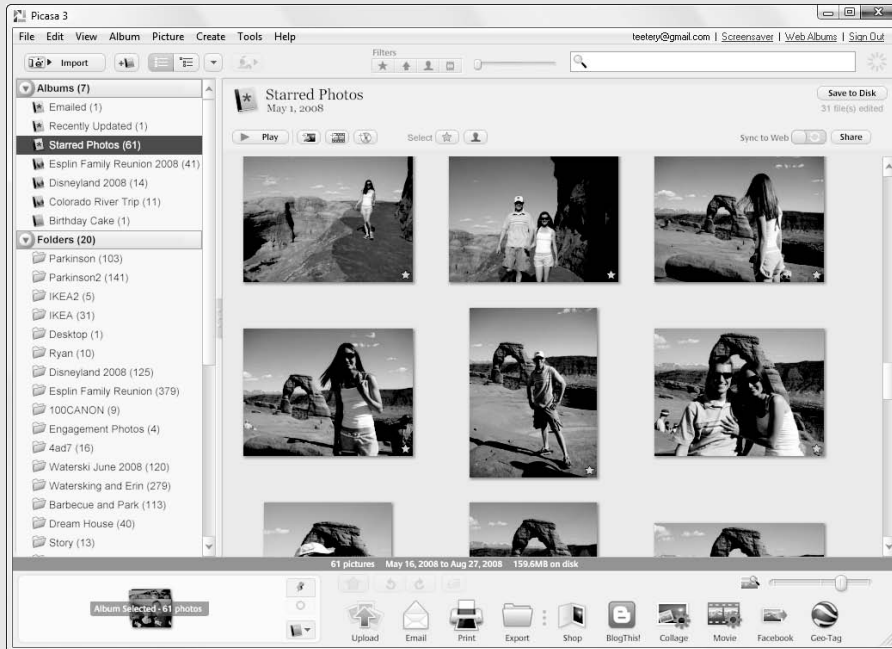 Picasa 3
File Edit View Album Picture Create Tools Help
teetery@gmail.com | Screensaver | Web Albums | Sign Out
Import
Filters
Albums (7)
Emailed (1)
Recently Updated (1)
Starred Photos (61)
Esplin Family Reunion 2008 (41)
Disneyland 2008 (14)
Colorado River Trip (11)
Birthday Cake (1)
Folders (20)
Parkinson (103)
Parkinson2 (141)
IKEA2 (5)
IKEA (31)
Desktop (1)
Ryan (10)
Disneyland 2008 (125)
Esplin Family Reunion (379)
100CANON (9)
Engagement Photos (4)
4ad7 (16)
Waterski June 2008 (120)
Watersking and Erin (279)
Barbecue and Park (113)
Dream House (40)
Story (13)
Starred Photos
May 1, 2008
Save to Disk
31 file(s) edited
Play
Select
Sync to Web
Share
61 pictures May 16, 2008 to Aug 27, 2008 159.6MB on disk
Album Selected - 61 photos
Upload Email Print Export Shop BlogThis! Collage Movie Facebook Geo-Tag